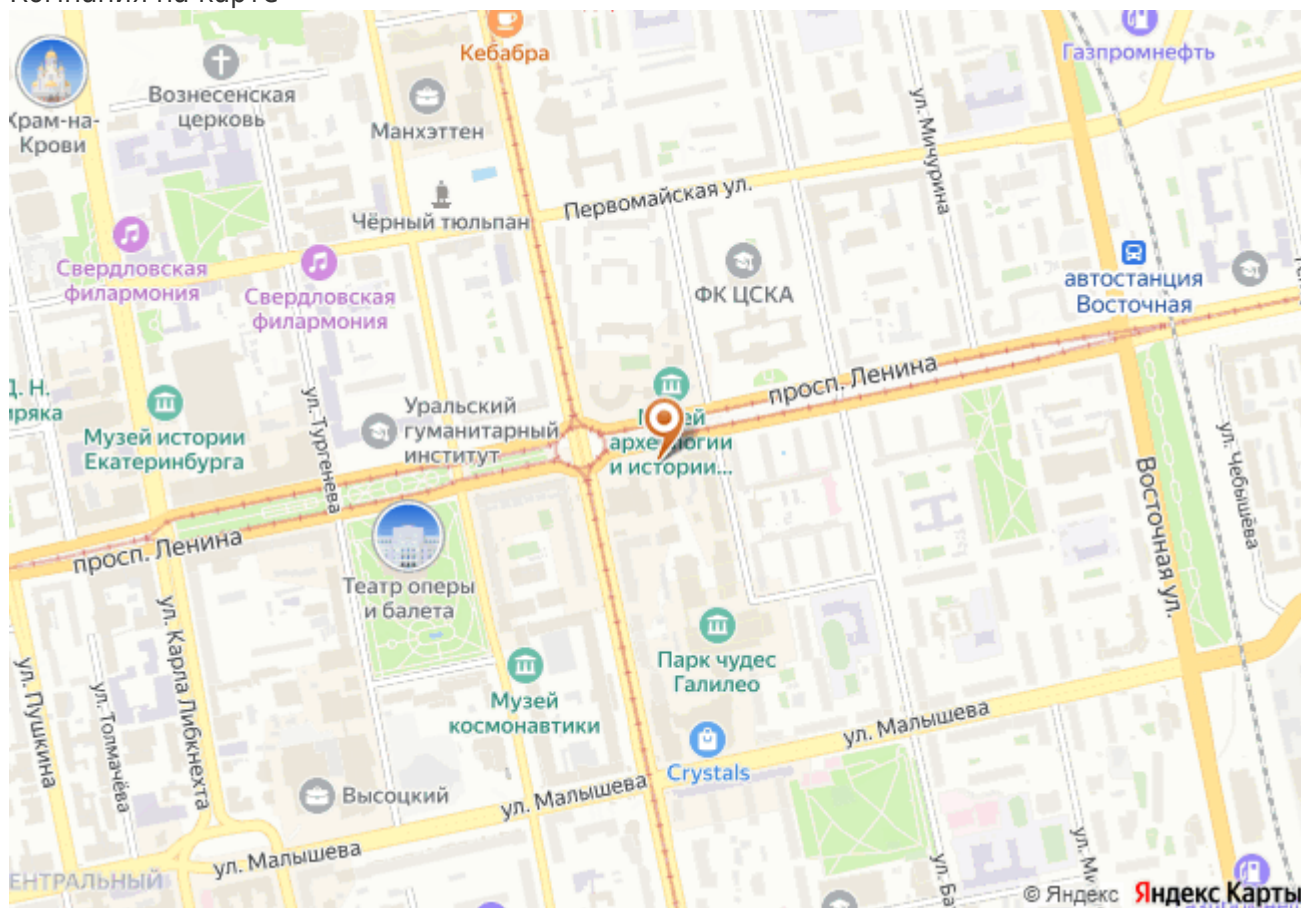 Компания на карте
Кебабра
Газпромнефть
Вознесенская
церковь
Храм-на-
Крови
Манхэттен
ул. Мичурина
Первомайская ул.
Чёрный тюльпан
Свердловская
филармония
Свердловская
филармония
ФК ЦСКА
автостанция
Восточная
просп. Ленина
Д. Н.
Музей истории
Екатеринбурга
ул. Тургенева
Уральский
гуманитарный
институт
и истории...
ул. Чебышёва
Восточная ул.
просп. Ленина
Театр оперы
и балета
ул. Карла Либкнехта
ул. Пушкина
ул. Толмачёва
Парк чудес
Галилео
Музей
космонавтики
ул. Малышева
Crystals
Высоцкий
ул. Малышева
ул. Малышева
© Яндекс Яндекс Карты